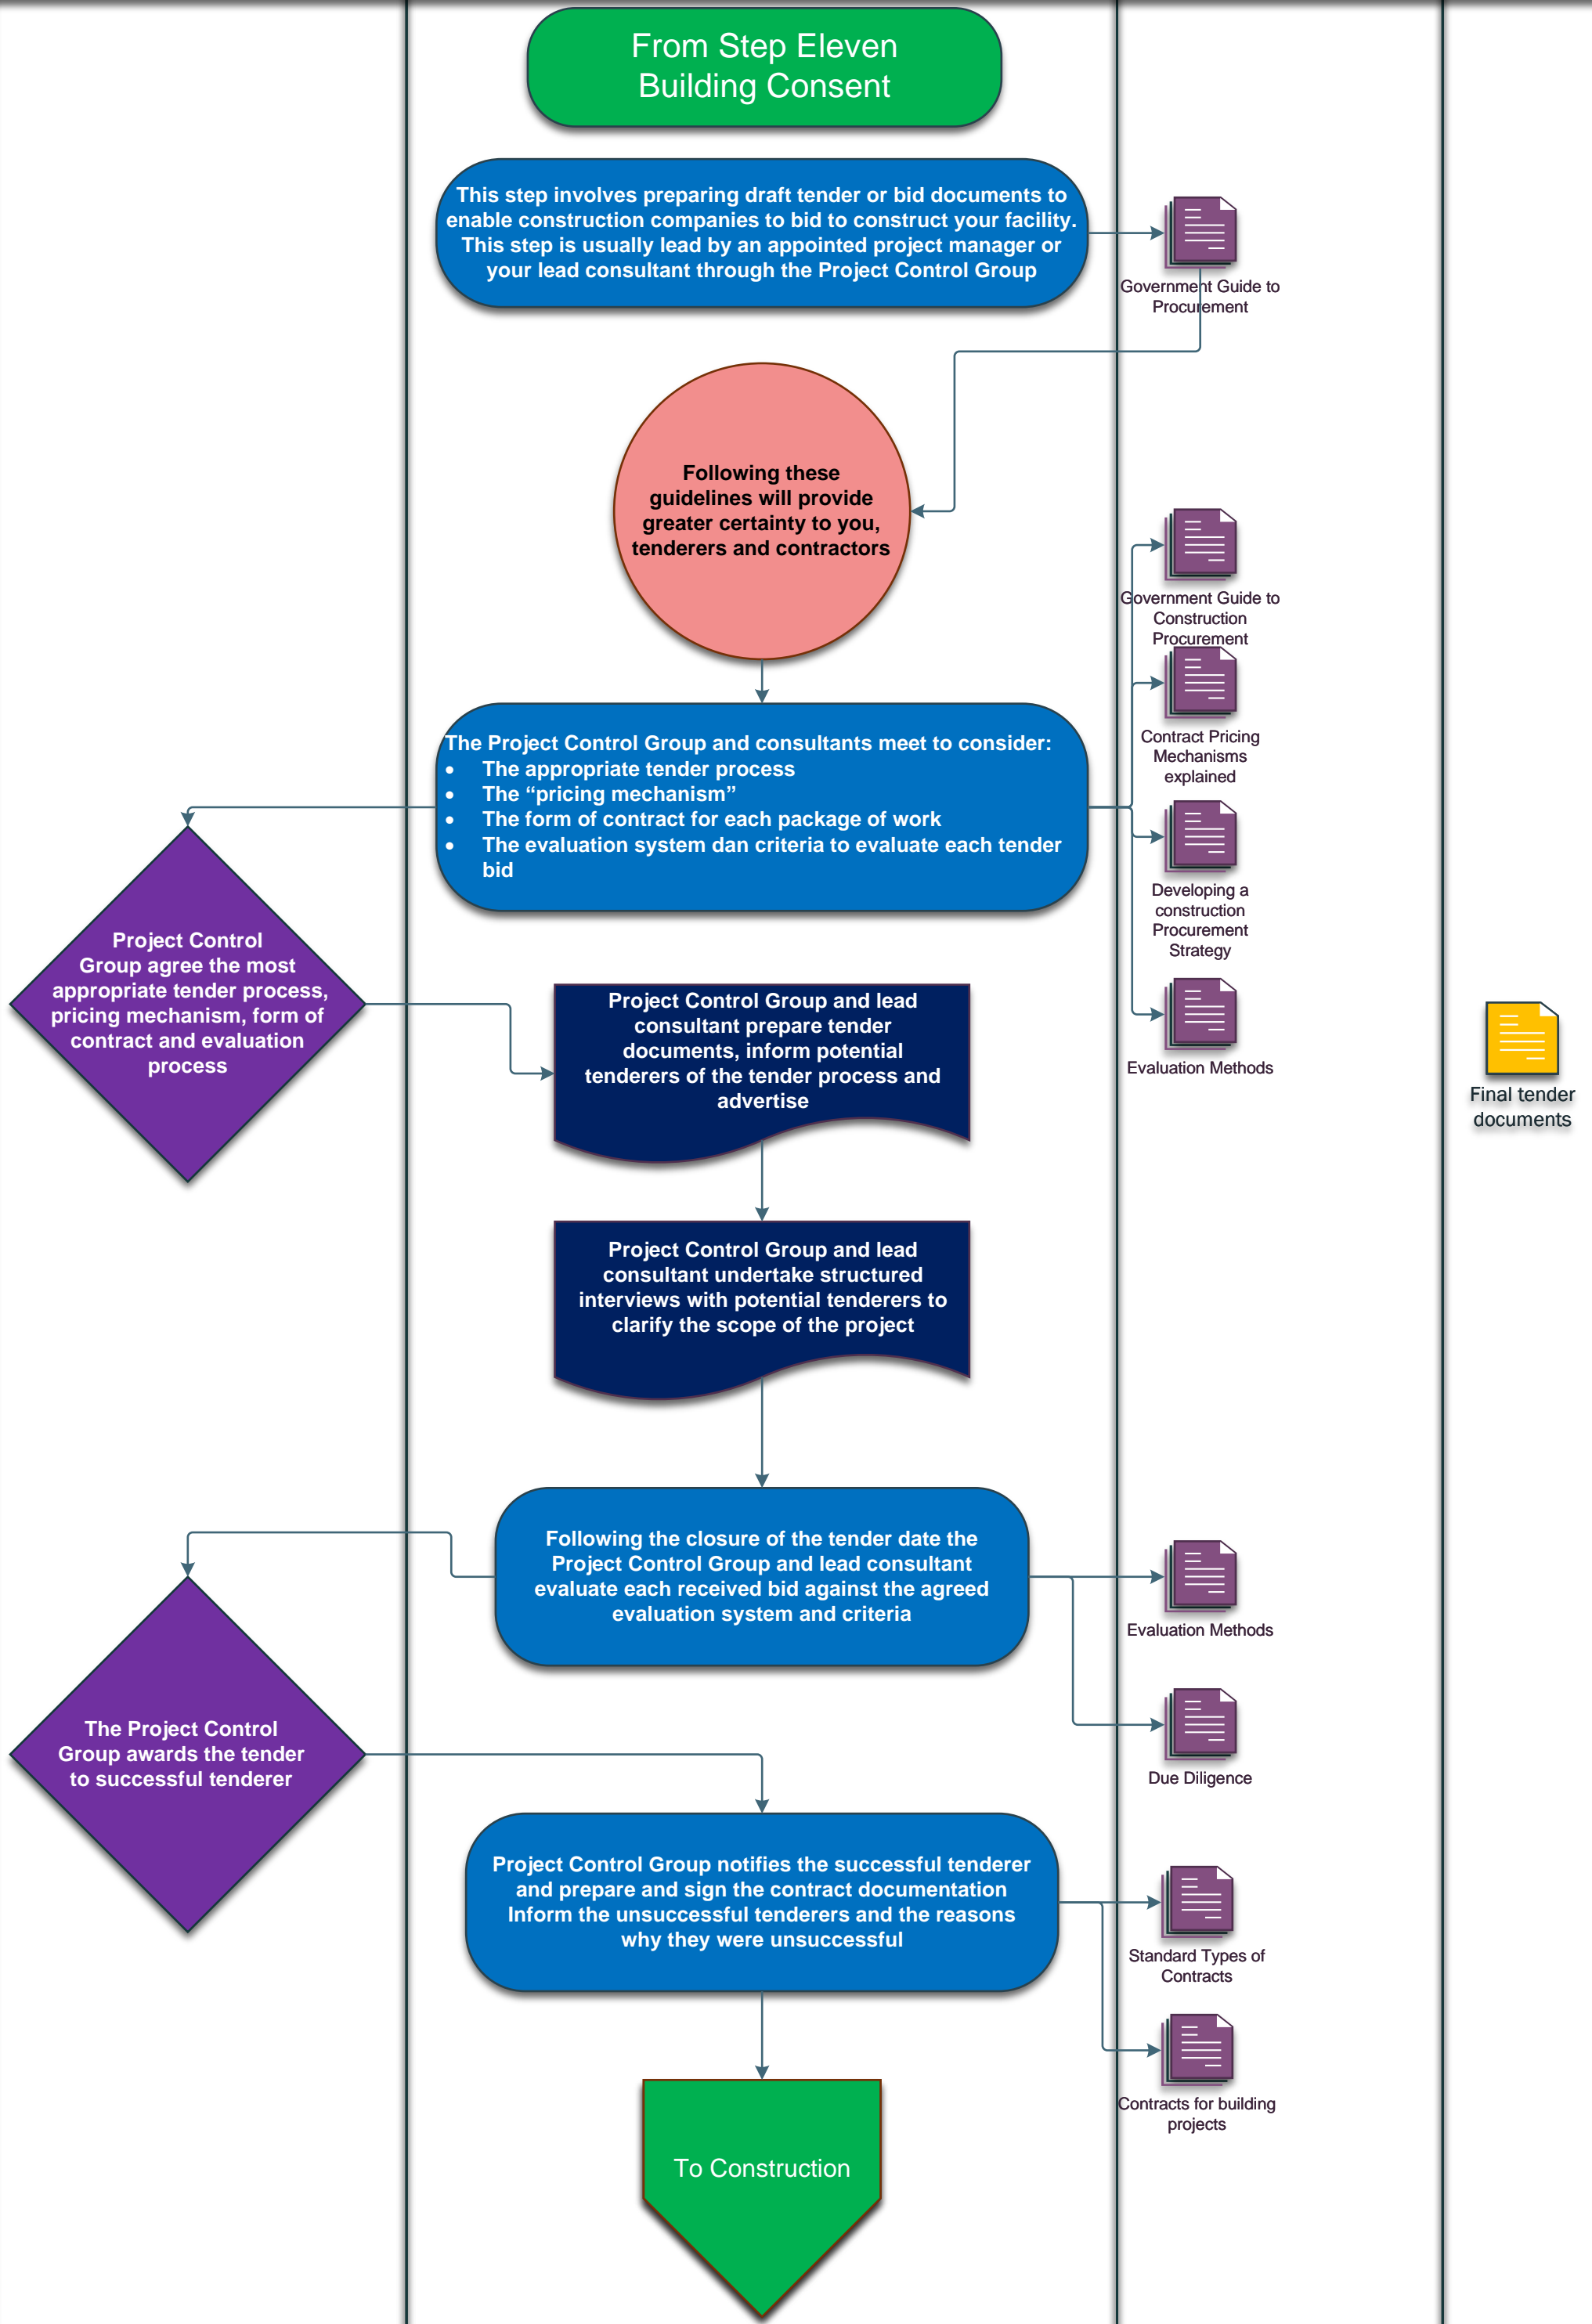 From Step Eleven
Building Consent
This step involves preparing draft tender or bid documents to
enable construction companies to bid to construct your facility.
This step is usually lead by an appointed project manager or
your lead consultant through the Project Control Group
Government Guide to
Procurement
Following these
guidelines will provide
greater certainty to you,
tenderers and contractors
Government Guide to
Construction
Procurement
Contract Pricing
Mechanisms
explained
The Project Control Group and consultants meet to consider:
• The appropriate tender process
• The “pricing mechanism”
• The form of contract for each package of work
• The evaluation system dan criteria to evaluate each tender
bid
Developing a
construction
Procurement
Strategy
Project Control
Group agree the most
appropriate tender process,
pricing mechanism, form of
contract and evaluation
process
Project Control Group and lead
consultant prepare tender
documents, inform potential
tenderers of the tender process and
advertise
Evaluation Methods
Final tender
documents
Project Control Group and lead
consultant undertake structured
interviews with potential tenderers to
clarify the scope of the project
Following the closure of the tender date the
Project Control Group and lead consultant
evaluate each received bid against the agreed
evaluation system and criteria
Evaluation Methods
Due Diligence
The Project Control
Group awards the tender
to successful tenderer
Project Control Group notifies the successful tenderer
and prepare and sign the contract documentation
Inform the unsuccessful tenderers and the reasons
why they were unsuccessful
Standard Types of
Contracts
Contracts for building
projects
To Construction